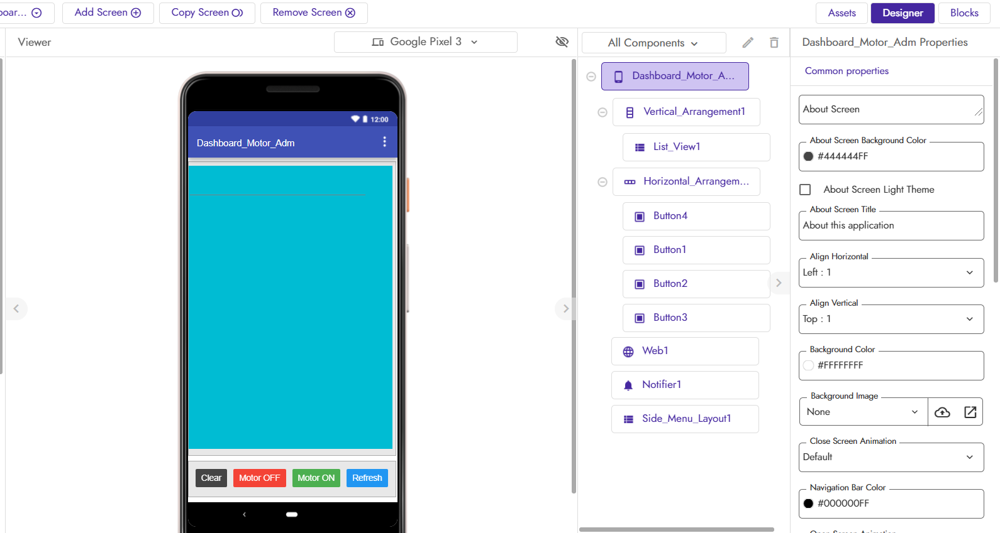 boar...
Add Screen
Copy Screen
Remove Screen
Assets
Designer
Blocks
Viewer
Google Pixel 3
All Components
Dashboard_Motor_Adm Properties
12:00
Dashboard_Motor_Adm
Clear
Motor OFF
Motor ON
Refresh
Dashboard_Motor_A...
Vertical_Arrangement1
List_View1
Horizontal_Arrangem...
Button4
Button1
Button2
Button3
Web1
Notifier1
Side_Menu_Layout1
Common properties
About Screen
About Screen Background Color
#444444FF
About Screen Light Theme
About Screen Title
About this application
Align Horizontal
Left : 1
Align Vertical
Top : 1
Background Color
#FFFFFFFF
Background Image
None
Close Screen Animation
Default
Navigation Bar Color
#000000FF
Open Screen Animation